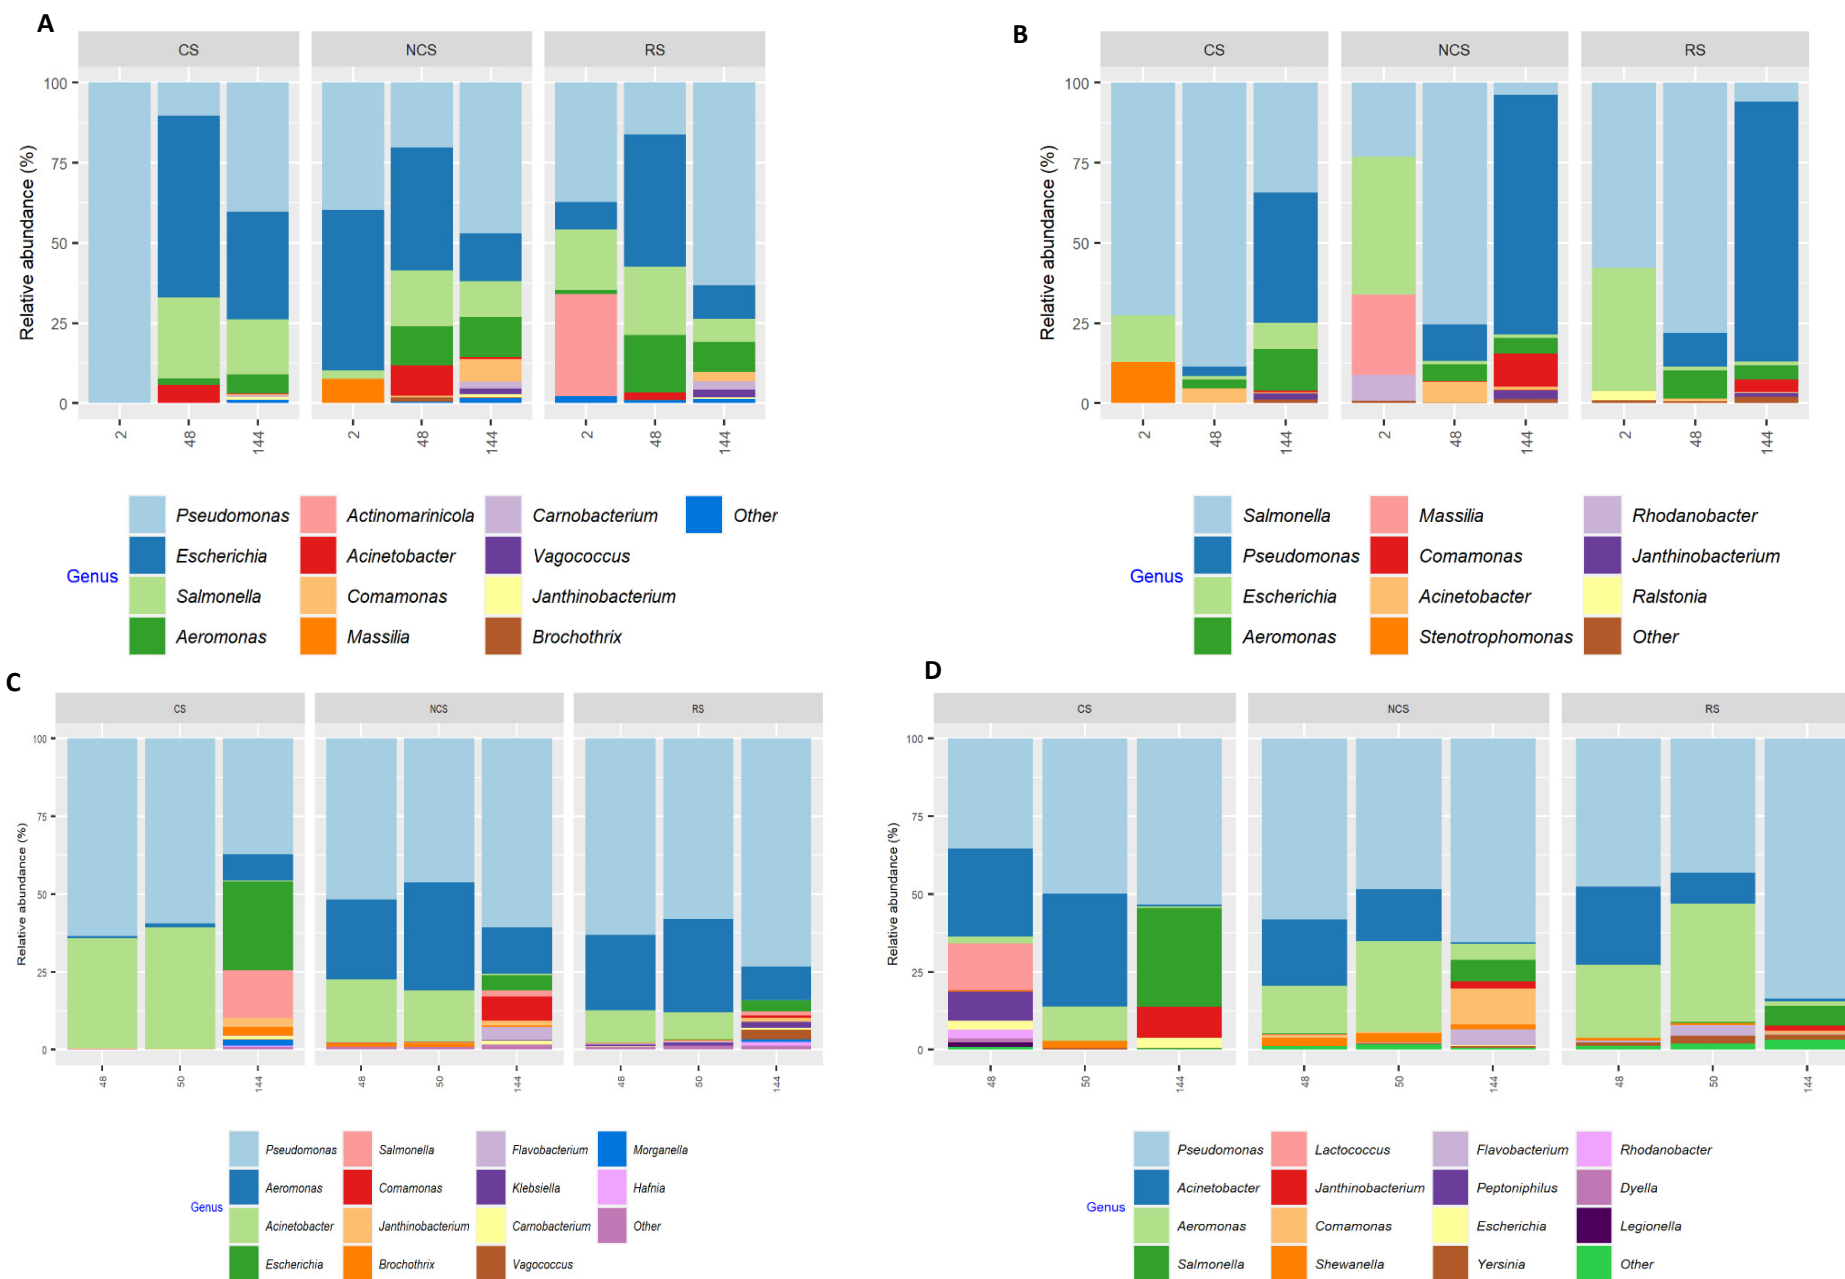 A
CS NCS RS
Relative abundance (%)
100
75
50
25
0
2 48 144 2 48 144 2 48 144
Genus
Pseudomonas Actinomarinicola Carnobacterium Other
Escherichia Acinetobacter Vagococcus
Salmonella Comamonas Janthinobacterium
Aeromonas Massilia Brochothrix
B
CS NCS RS
Relative abundance (%)
100
75
50
25
0
2 48 144 2 48 144 2 48 144
Genus
Salmonella Massilia Rhodanobacter
Pseudomonas Comamonas Janthinobacterium
Escherichia Acinetobacter Ralstonia
Aeromonas Stenotrophomonas Other
C
CS NCS RS
Relative abundance (%)
100
75
50
25
0
48 50 144 48 50 144 48 50 144
Genus
Pseudomonas Salmonella Flavobacterium Morganella
Aeromonas Comamonas Klebsiella Hafnia
Acinetobacter Janthinobacterium Carnobacterium Other
Escherichia Brochothrix Vagococcus
D
CS NCS RS
Relative abundance (%)
100
75
50
25
0
48 50 144 48 50 144 48 50 144
Genus
Pseudomonas Lactococcus Flavobacterium Rhodanobacter
Acinetobacter Janthinobacterium Peptoniphilus Dyella
Aeromonas Comamonas Escherichia Legionella
Salmonella Shewanella Yersinia Other